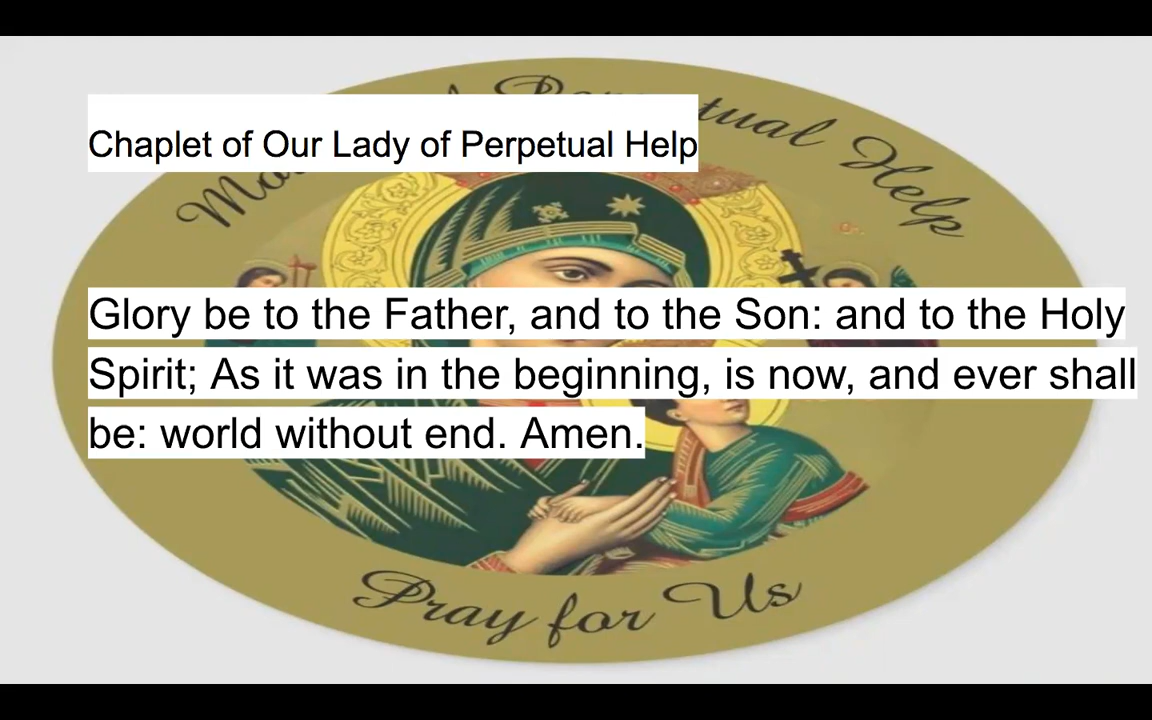 Chaplet of Our Lady of Perpetual Help
Glory be to the Father, and to the Son: and to the Holy
Spirit; As it was in the beginning, is now, and ever shall
be: world without end. Amen.
Help
Pray for Us